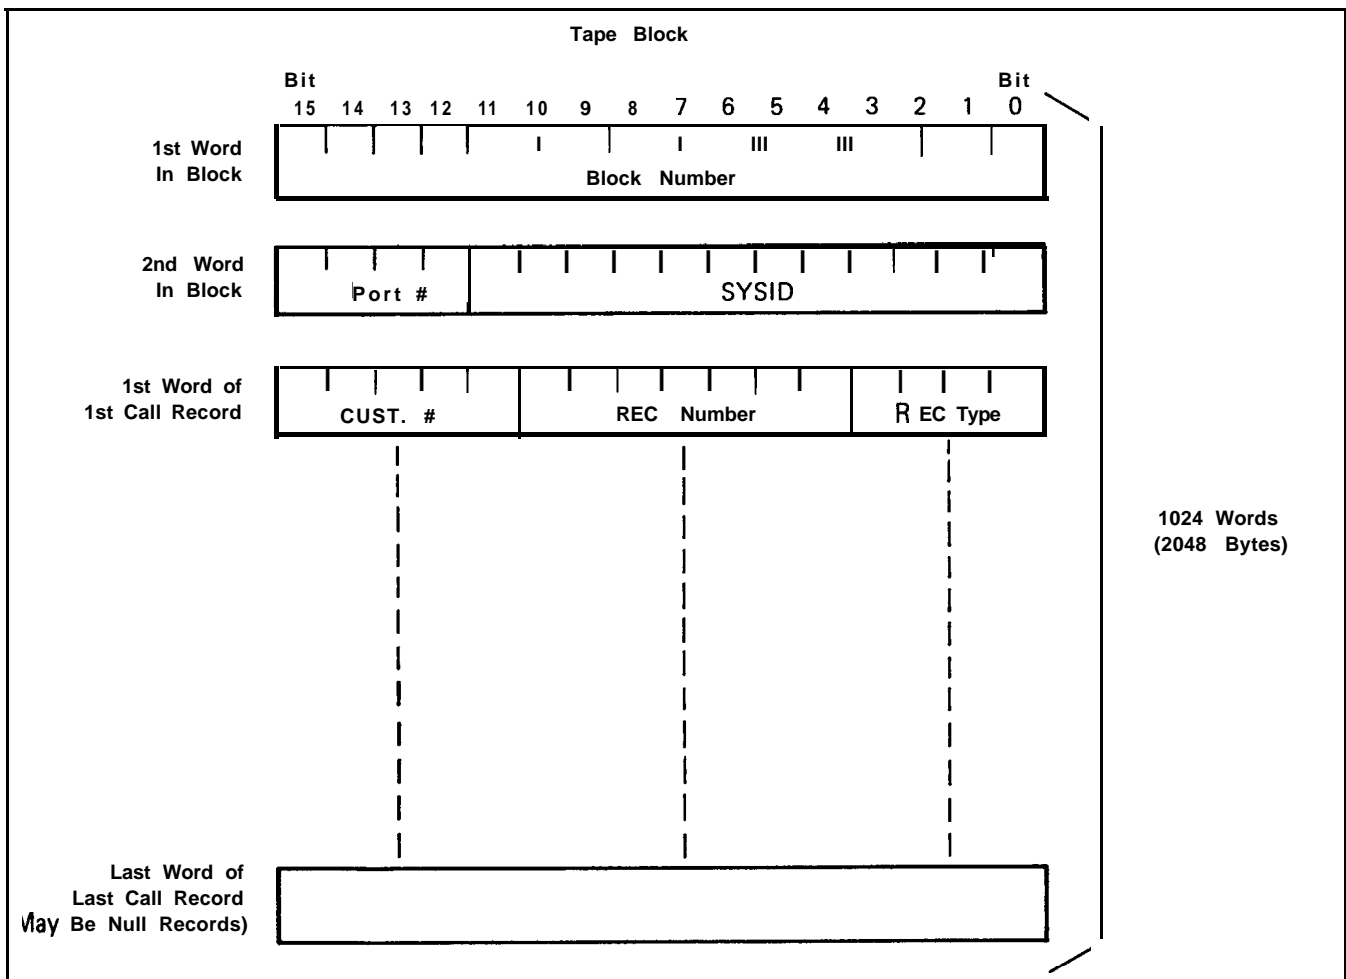 Tape Block
Bit Bit
15 14 13 12 11 10 9 8 7 6 5 4 3 2 1 0
1st Word
In Block
Block Number
2nd Word
In Block
Port #
SYSID
1st Word of
1st Call Record
CUST. #
REC Number
R EC Type
1024 Words
(2048 Bytes)
Last Word of
Last Call Record
May Be Null Records)